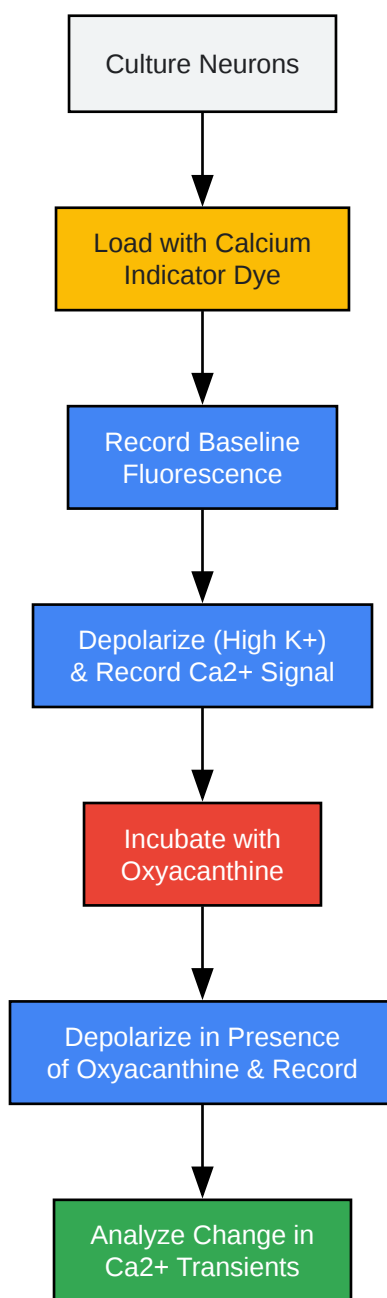 Culture Neurons
Load with Calcium
Indicator Dye
Record Baseline
Fluorescence
Depolarize (High K+)
& Record Ca2+ Signal
Incubate with
Oxyacanthine
Depolarize in Presence
of Oxyacanthine & Record
Analyze Change in
Ca2+ Transients